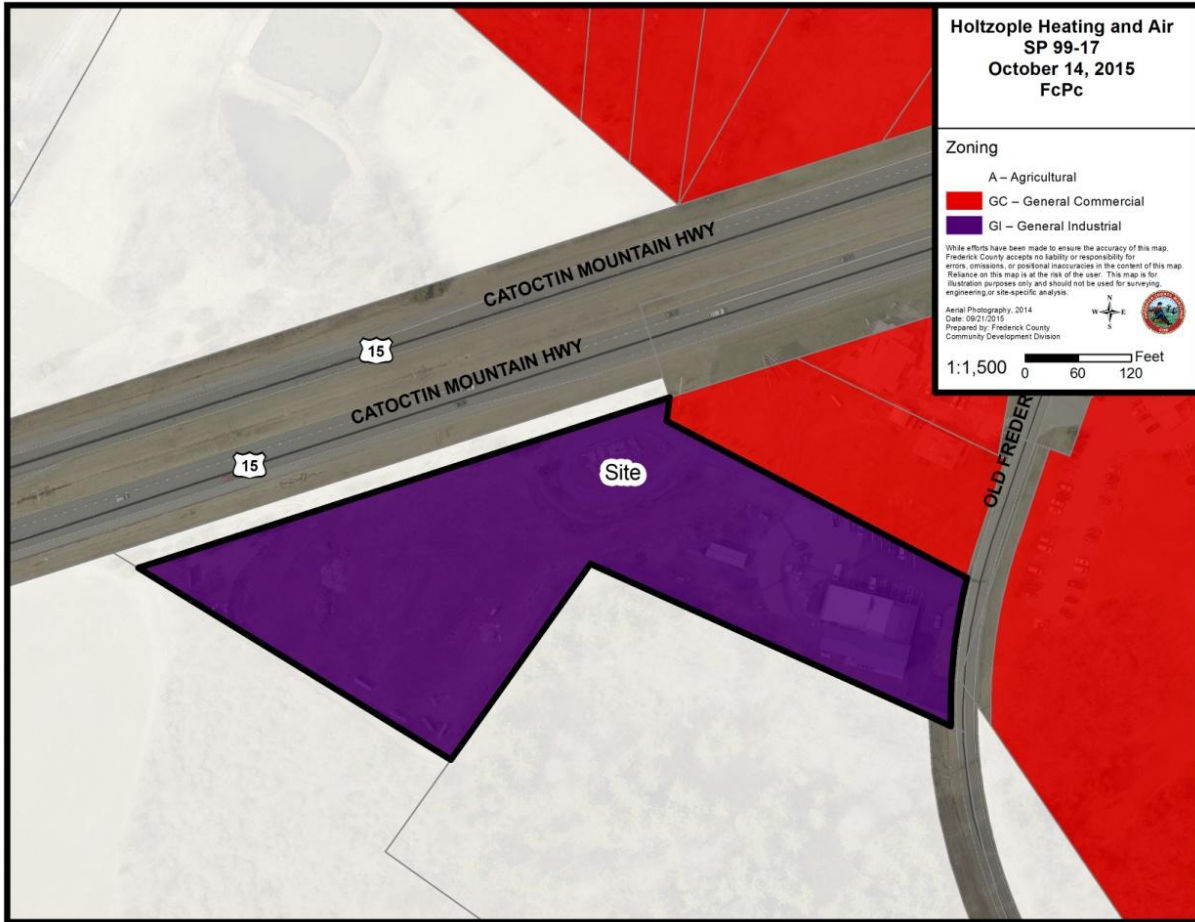 Holtzople Heating and Air
SP 99-17
October 14, 2015
FcPc
Zoning
A – Agricultural
GC – General Commercial
GI – General Industrial
While efforts have been made to ensure the accuracy of this map,
Frederick County accepts no liability or responsibility for
errors, omissions, or positional inaccuracies in the content of this map.
Reliance on this map is at the risk of the user. This map is for
illustration purposes only and should not be used for surveying,
engineering,or site-specific analysis.
Aerial Photography, 2014
Date: 09/21/2015
Prepared by: Frederick County
Community Development Division
N
W E
S
1:1,500
Feet
0 60 120
CATOCTIN MOUNTAIN HWY
15
CATOCTIN MOUNTAIN HWY
15
Site
OLD FREDER